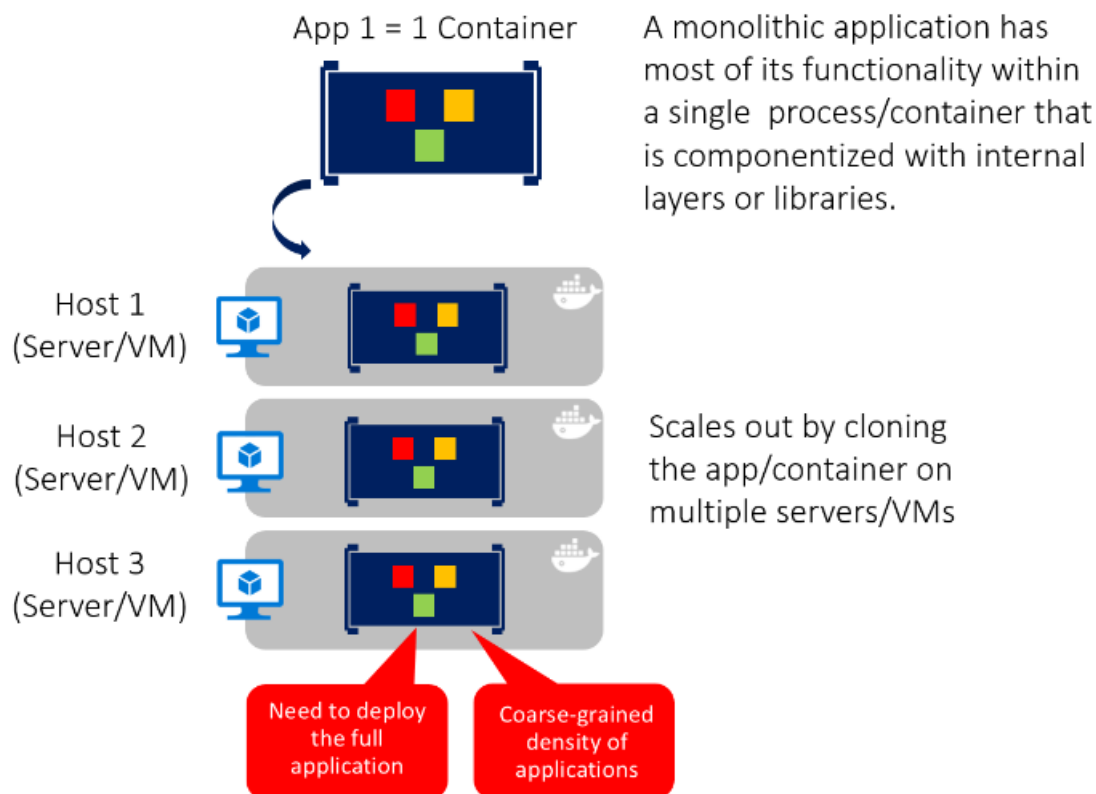 App 1 = 1 Container
A monolithic application has
most of its functionality within
a single process/container that
is componentized with internal
layers or libraries.
Host 1
(Server/VM)
Host 2
(Server/VM)
Scales out by cloning
the app/container on
multiple servers/VMs
Host 3
(Server/VM)
Need to deploy
the full
application
Coarse-grained
density of
applications